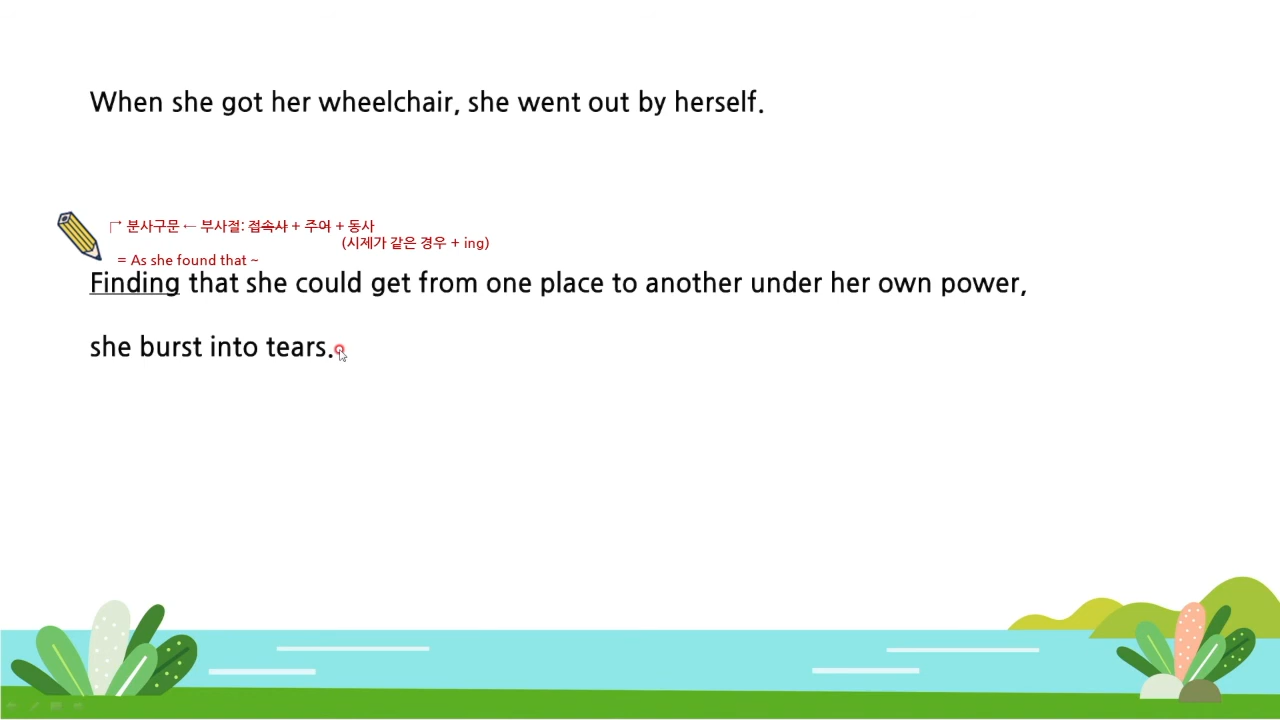 When she got her wheelchair, she went out by herself.
┌→ 분사구문 ← 부사절: 접속사 + 주어 + 동사
(시제가 같은 경우 + ing)
= As she found that ~
Finding that she could get from one place to another under her own power,
she burst into tears.